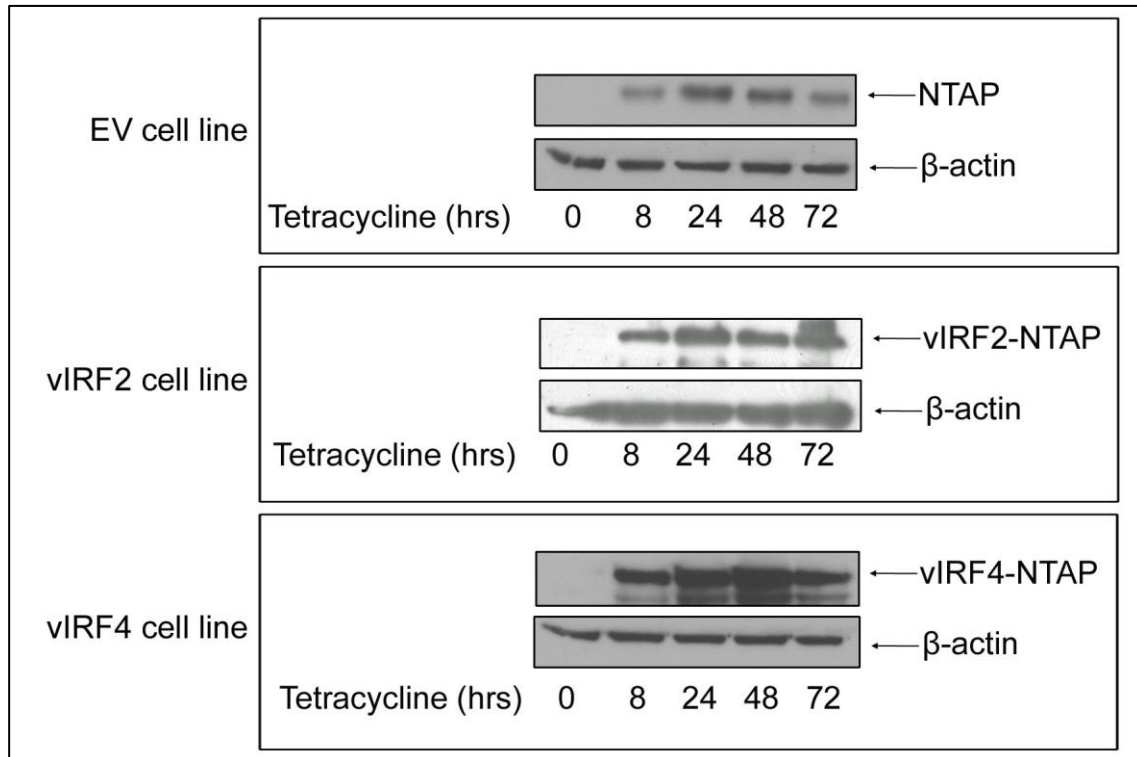 EV cell line
NTAP
β-actin
Tetracycline (hrs) 0 8 24 48 72
vIRF2 cell line
vIRF2-NTAP
β-actin
Tetracycline (hrs) 0 8 24 48 72
vIRF4 cell line
vIRF4-NTAP
β-actin
Tetracycline (hrs) 0 8 24 48 72